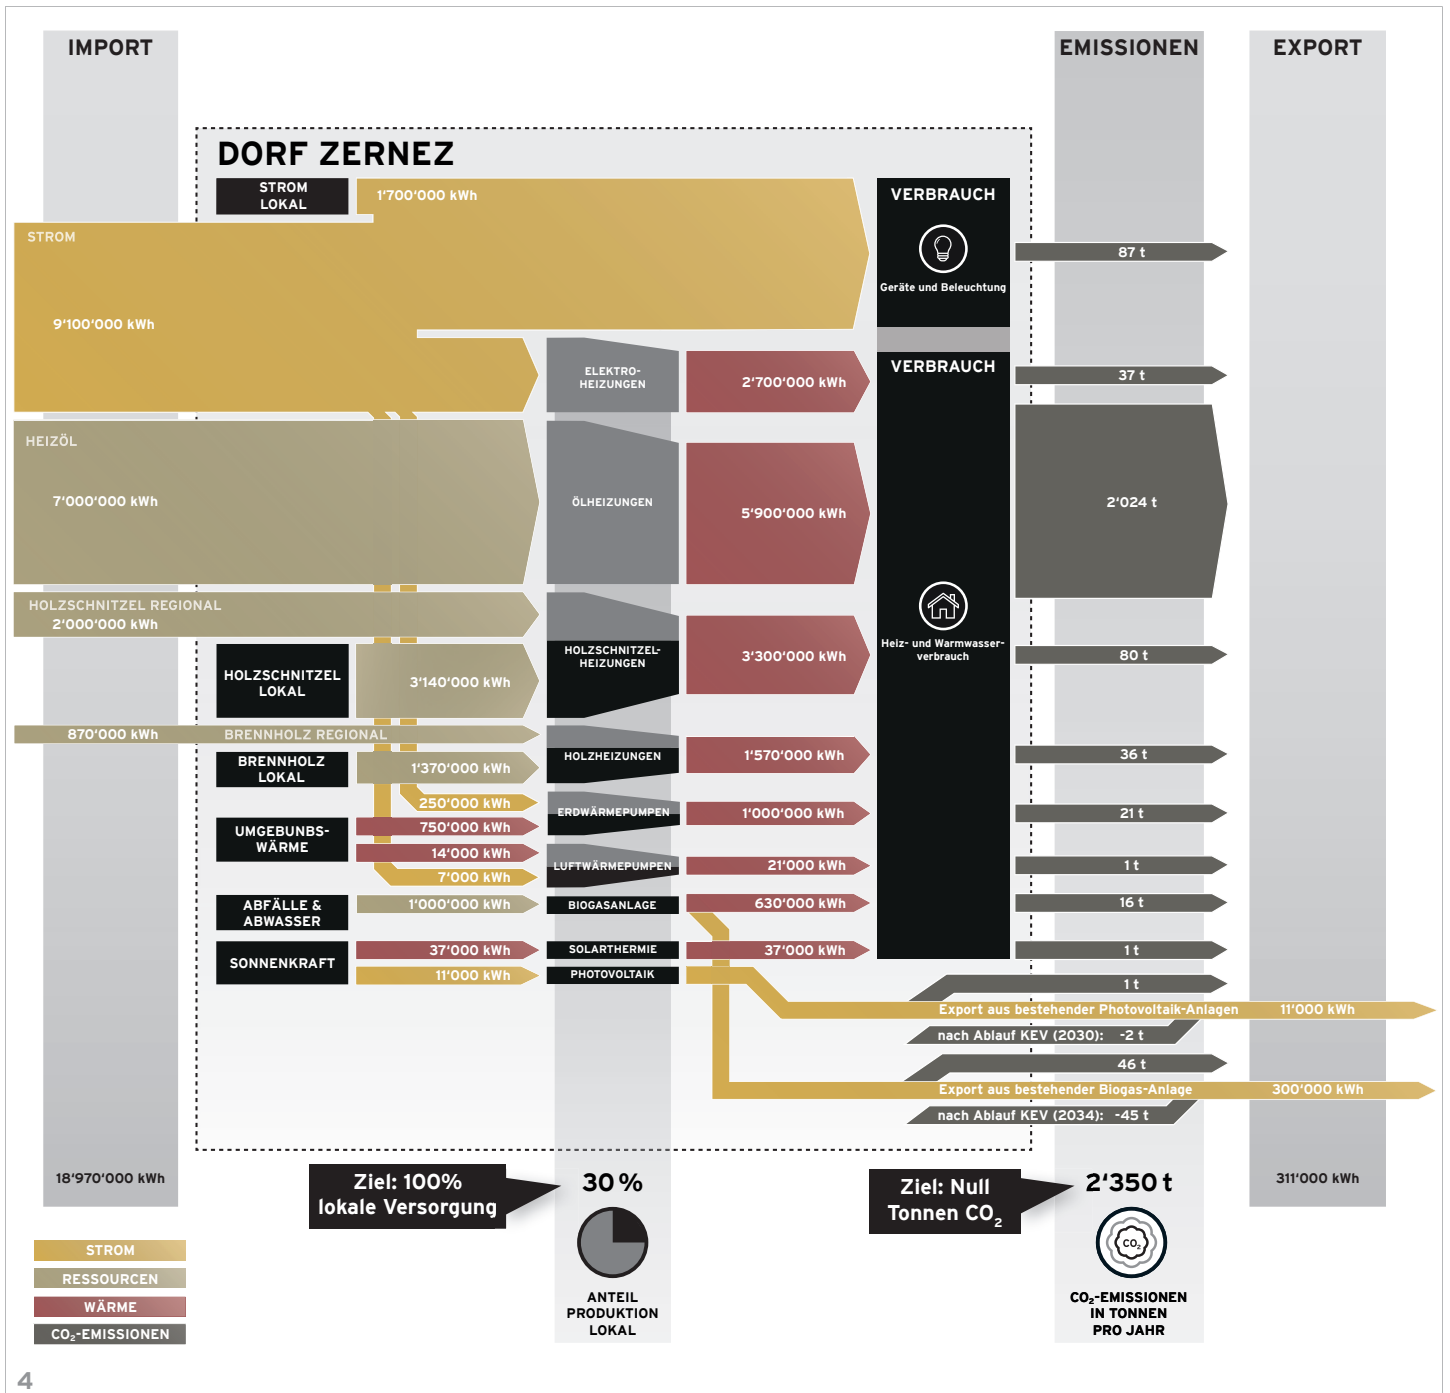 IMPORT
EMISSIONEN
EXPORT
DORF ZERNEZ
STROM
LOKAL
1‘700‘000 kWh
VERBRAUCH
Geräte und Beleuchtung
87 t
STROM
9‘100‘000 kWh
ELEKTRO-
HEIZUNGEN
2‘700‘000 kWh
VERBRAUCH
37 t
HEIZÖL
7‘000‘000 kWh
ÖLHEIZUNGEN
5‘900‘000 kWh
2‘024 t
HOLZSCHNITZEL REGIONAL
2‘000‘000 kWh
HOLZSCHNITZEL
LOKAL
3‘140‘000 kWh
HOLZSCHNITZEL-
HEIZUNGEN
3‘300‘000 kWh
Heiz- und Warmwasser-
verbrauch
80 t
870‘000 kWh
BRENNHOLZ REGIONAL
BRENNHOLZ
LOKAL
1‘370‘000 kWh
HOLZHEIZUNGEN
1‘570‘000 kWh
36 t
250‘000 kWh
UMGEBUNBS-
WÄRME
750‘000 kWh
ERDWÄRMEPUMPEN
1‘000‘000 kWh
21 t
14‘000 kWh
7‘000 kWh
LUFTWÄRMEPUMPEN
21‘000 kWh
1 t
ABFÄLLE &
ABWASSER
1‘000‘000 kWh
BIOGASANLAGE
630‘000 kWh
16 t
SONNENKRAFT
37‘000 kWh
SOLARTHERMIE
37‘000 kWh
1 t
11‘000 kWh
PHOTOVOLTAIK
1 t
Export aus bestehender Photovoltaik-Anlagen
11‘000 kWh
nach Ablauf KEV (2030): -2 t
46 t
Export aus bestehender Biogas-Anlage
300‘000 kWh
nach Ablauf KEV (2034): -45 t
18‘970‘000 kWh
Ziel: 100%
lokale Versorgung
30 %
Ziel: Null
Tonnen CO₂
2‘350 t
311‘000 kWh
CO₂
ANTEIL
PRODUKTION
LOKAL
CO₂-EMISSIONEN
IN TONNEN
PRO JAHR
STROM
RESSOURCEN
WÄRME
CO₂-EMISSIONEN
4